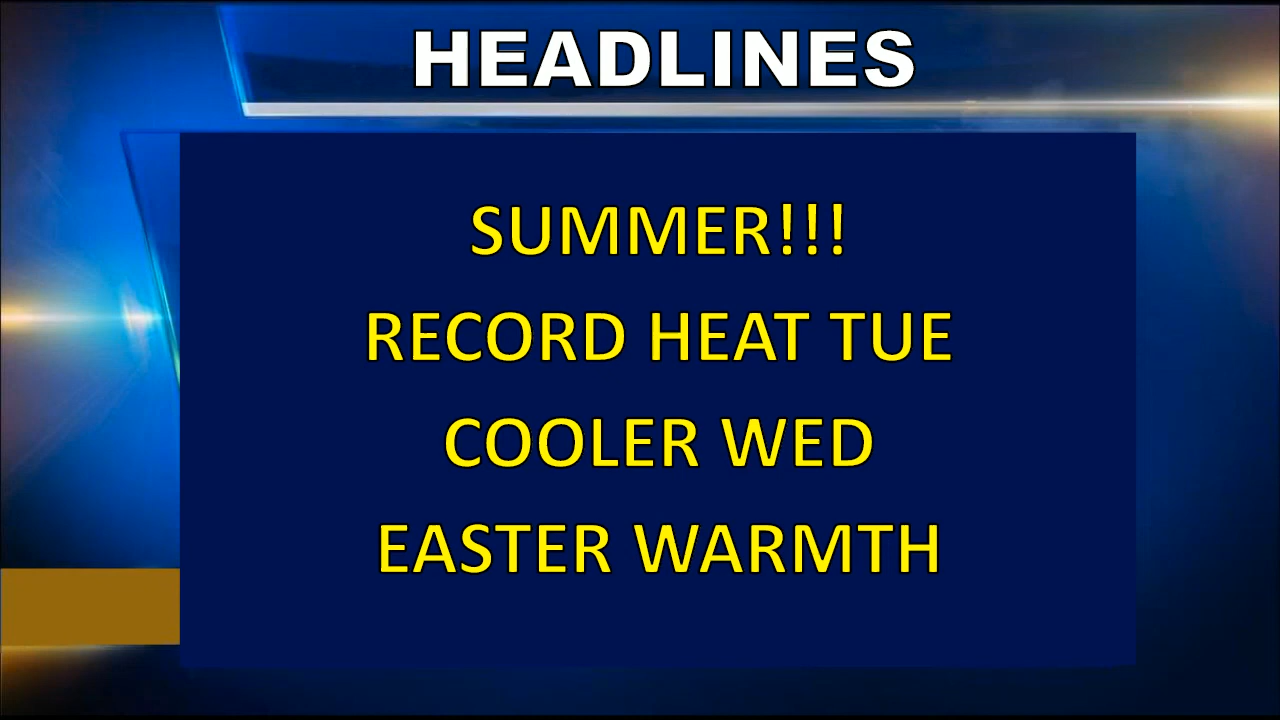 HEADLINES
SUMMER!!!
RECORD HEAT TUE
COOLER WED
EASTER WARMTH